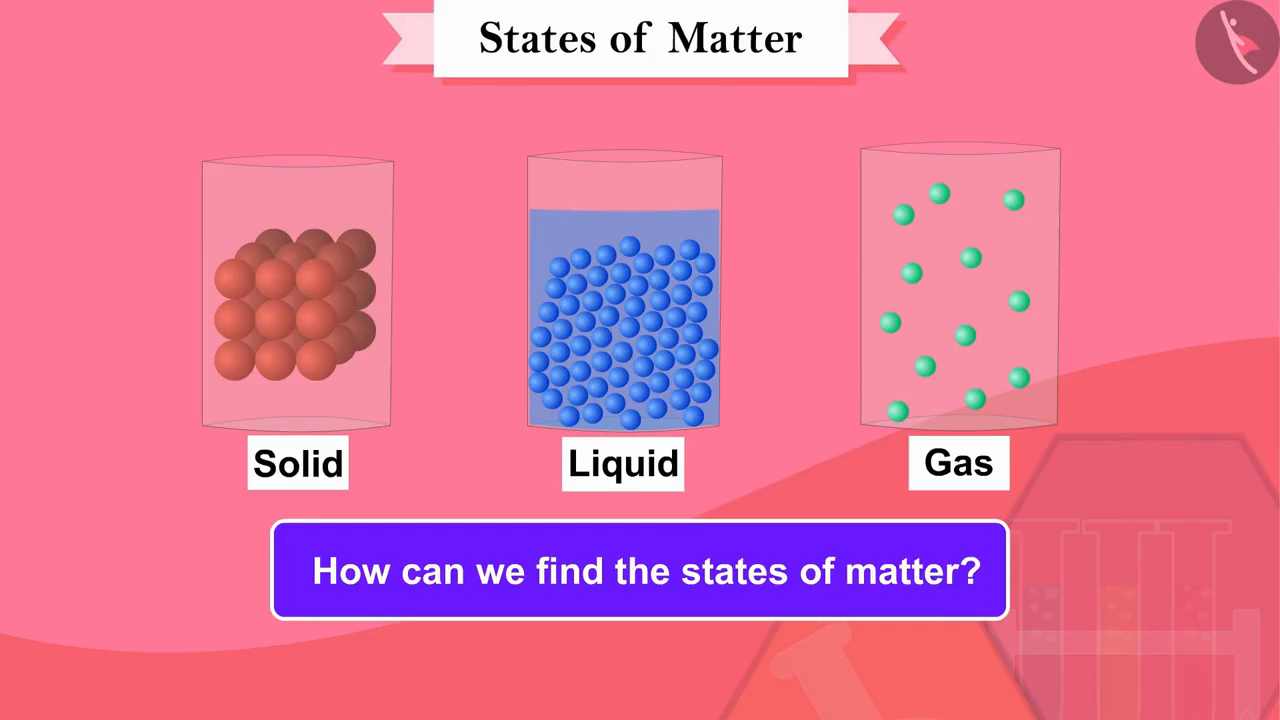 States of Matter
Solid
Liquid
Gas
How can we find the states of matter?